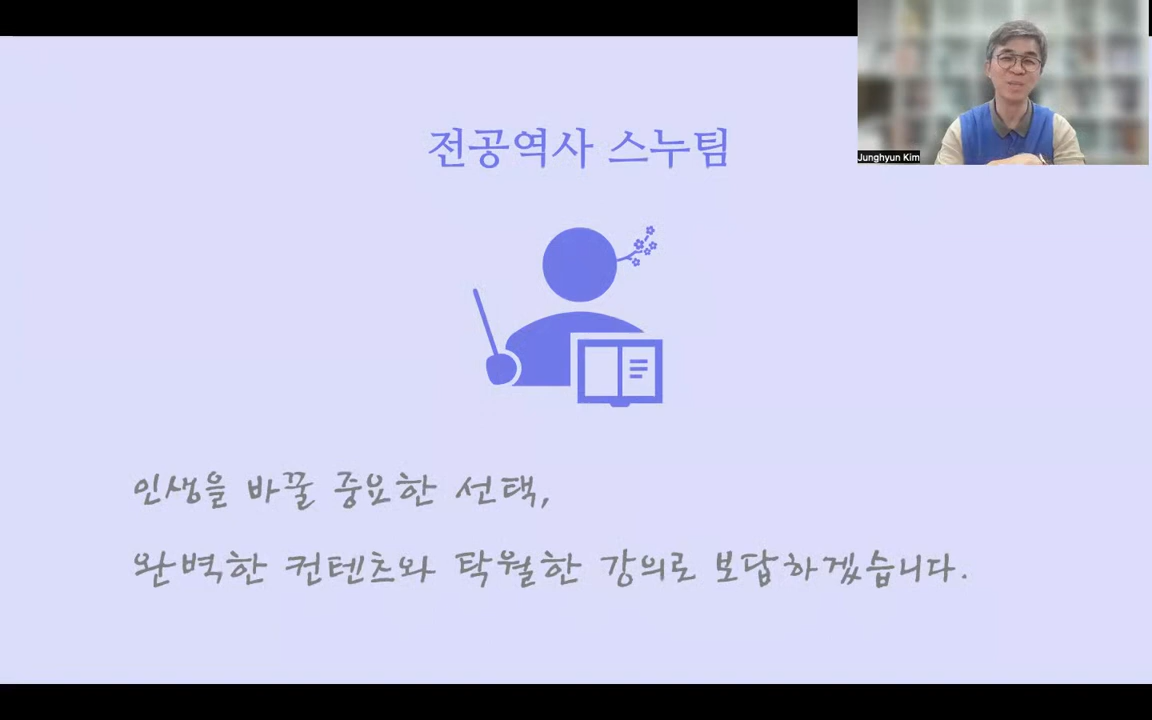 전공역사 스누팀
Junghyun Kim
인생을 바꿀 중요한 선택,
완벽한 컨텐츠와 탁월한 강의로 보답하겠습니다.